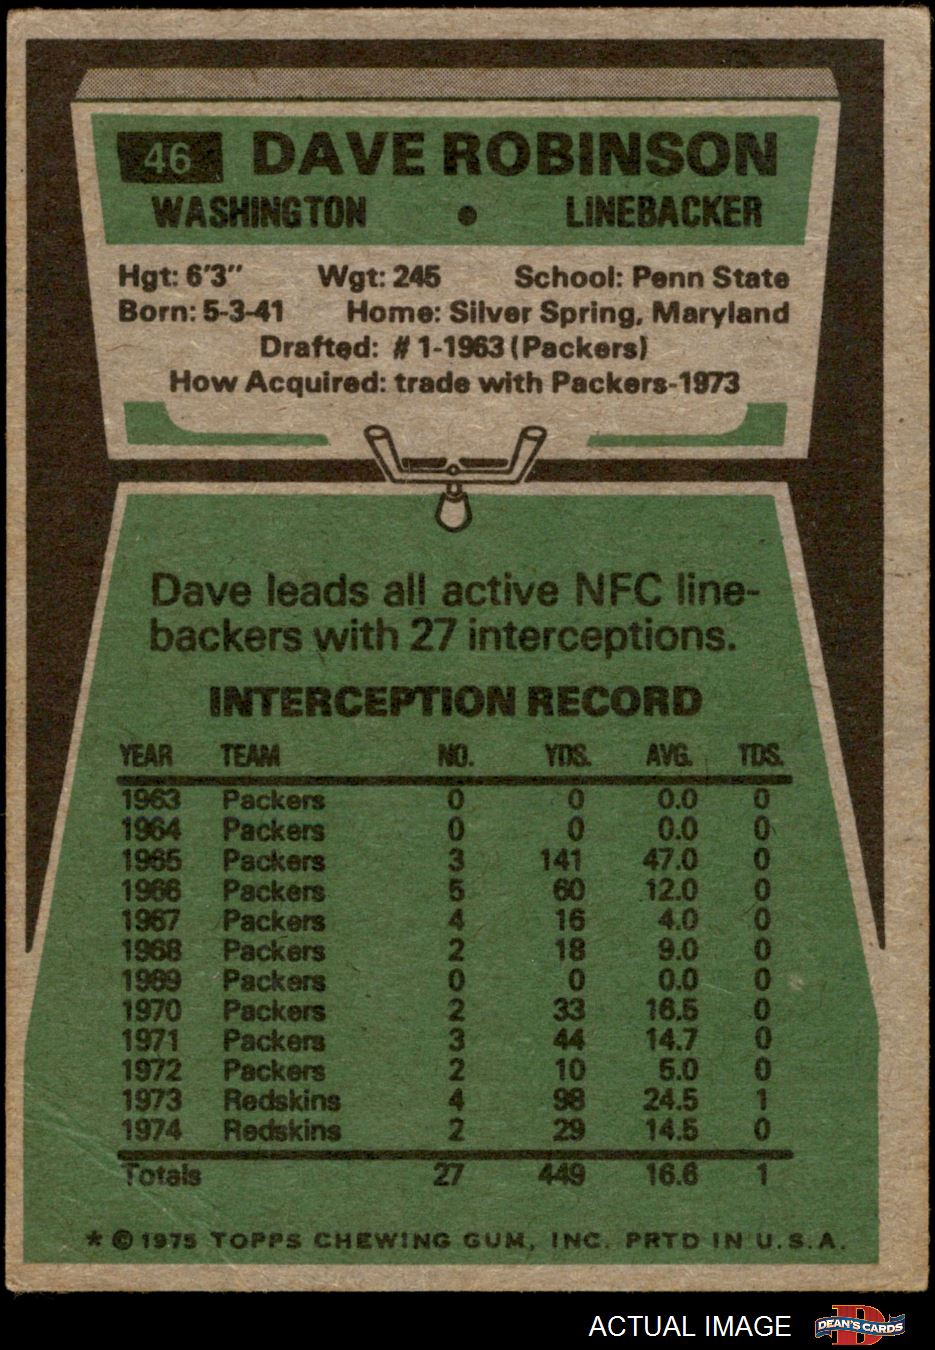 46 DAVE ROBINSON
WASHINGTON • LINEBACKER
Hgt: 6'3" Wgt: 245 School: Penn State
Born: 5-3-41 Home: Silver Spring, Maryland
Drafted: #1-1963 (Packers)
How Acquired: trade with Packers-1973
Dave leads all active NFC line-
backers with 27 interceptions.
INTERCEPTION RECORD
YEAR TEAM NO. YDS. AVG. TDS.
1963 Packers 0 0 0.0 0
1964 Packers 0 0 0.0 0
1965 Packers 3 141 47.0 0
1966 Packers 5 60 12.0 0
1967 Packers 4 16 4.0 0
1968 Packers 2 18 9.0 0
1969 Packers 0 0 0.0 0
1970 Packers 2 33 16.5 0
1971 Packers 3 44 14.7 0
1972 Packers 2 10 5.0 0
1973 Redskins 4 98 24.5 1
1974 Redskins 2 29 14.5 0
Totals 27 449 16.6 1
* © 1975 TOPPS CHEWING GUM, INC. PRTD IN U.S.A.
ACTUAL IMAGE D DEAN'S CARDS